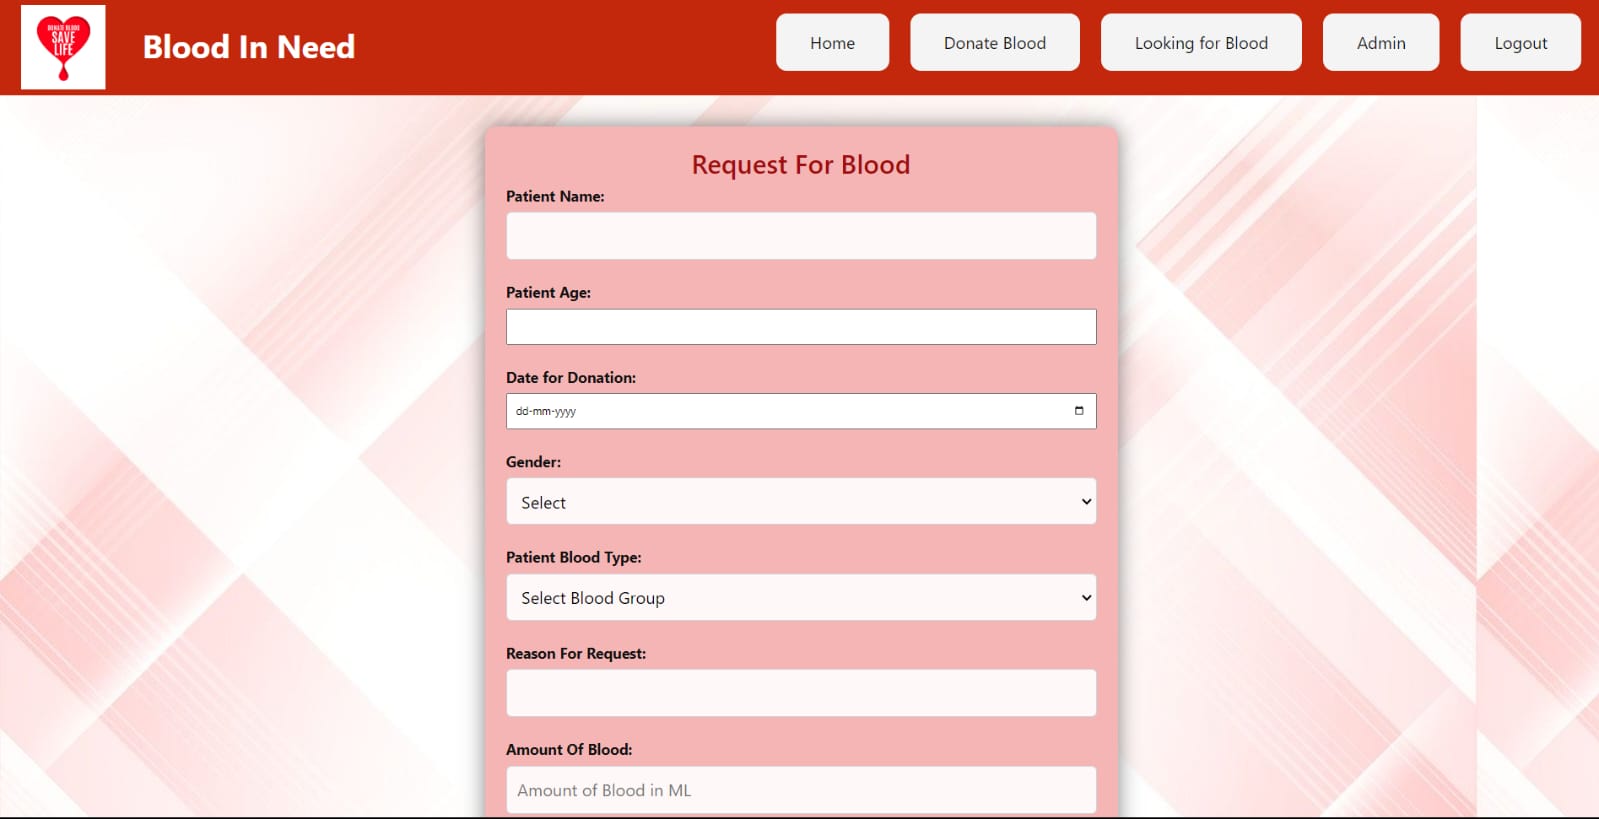 DONATE BLOOD
SAVE
LIFE
Blood In Need
Home
Donate Blood
Looking for Blood
Admin
Logout
Request For Blood
Patient Name:
Patient Age:
Date for Donation:
dd-mm-yyyy
Gender:
Select
Patient Blood Type:
Select Blood Group
Reason For Request:
Amount Of Blood:
Amount of Blood in ML